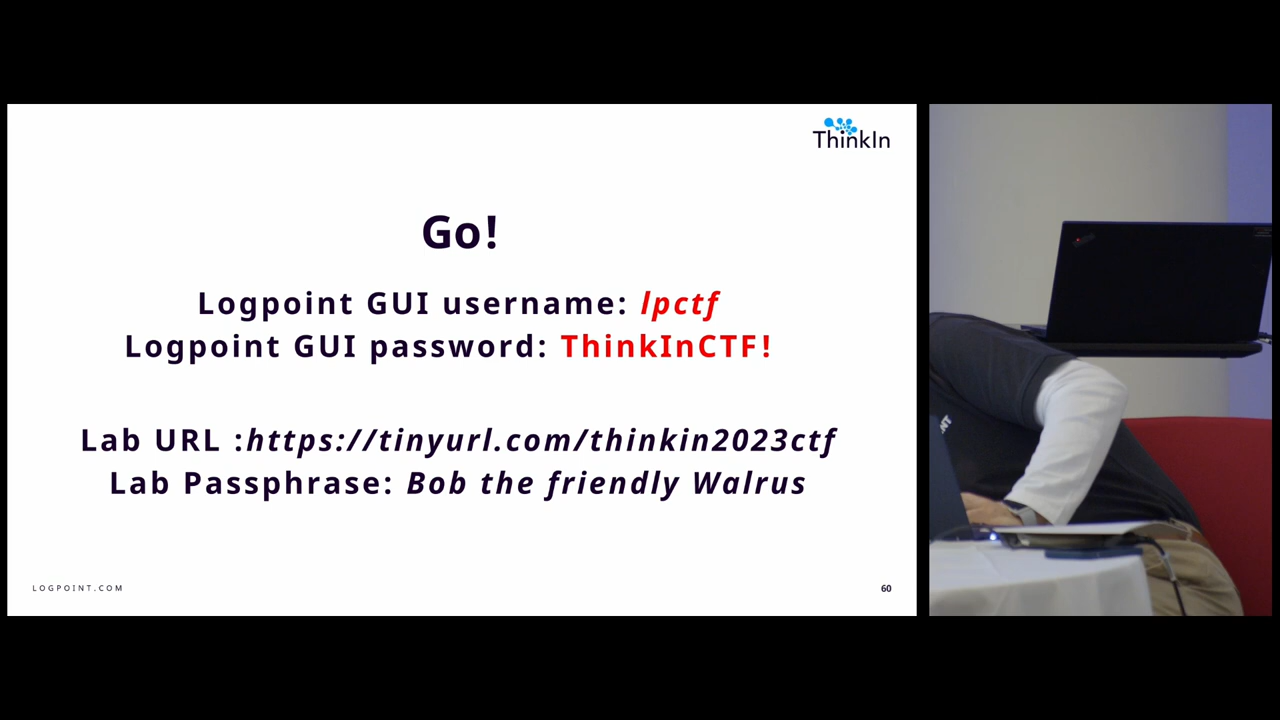 ThinkIn
Go!
Logpoint GUI username: lpctf
Logpoint GUI password: ThinkInCTF!
Lab URL :https://tinyurl.com/thinkin2023ctf
Lab Passphrase: Bob the friendly Walrus
LOGPOINT.COM
60